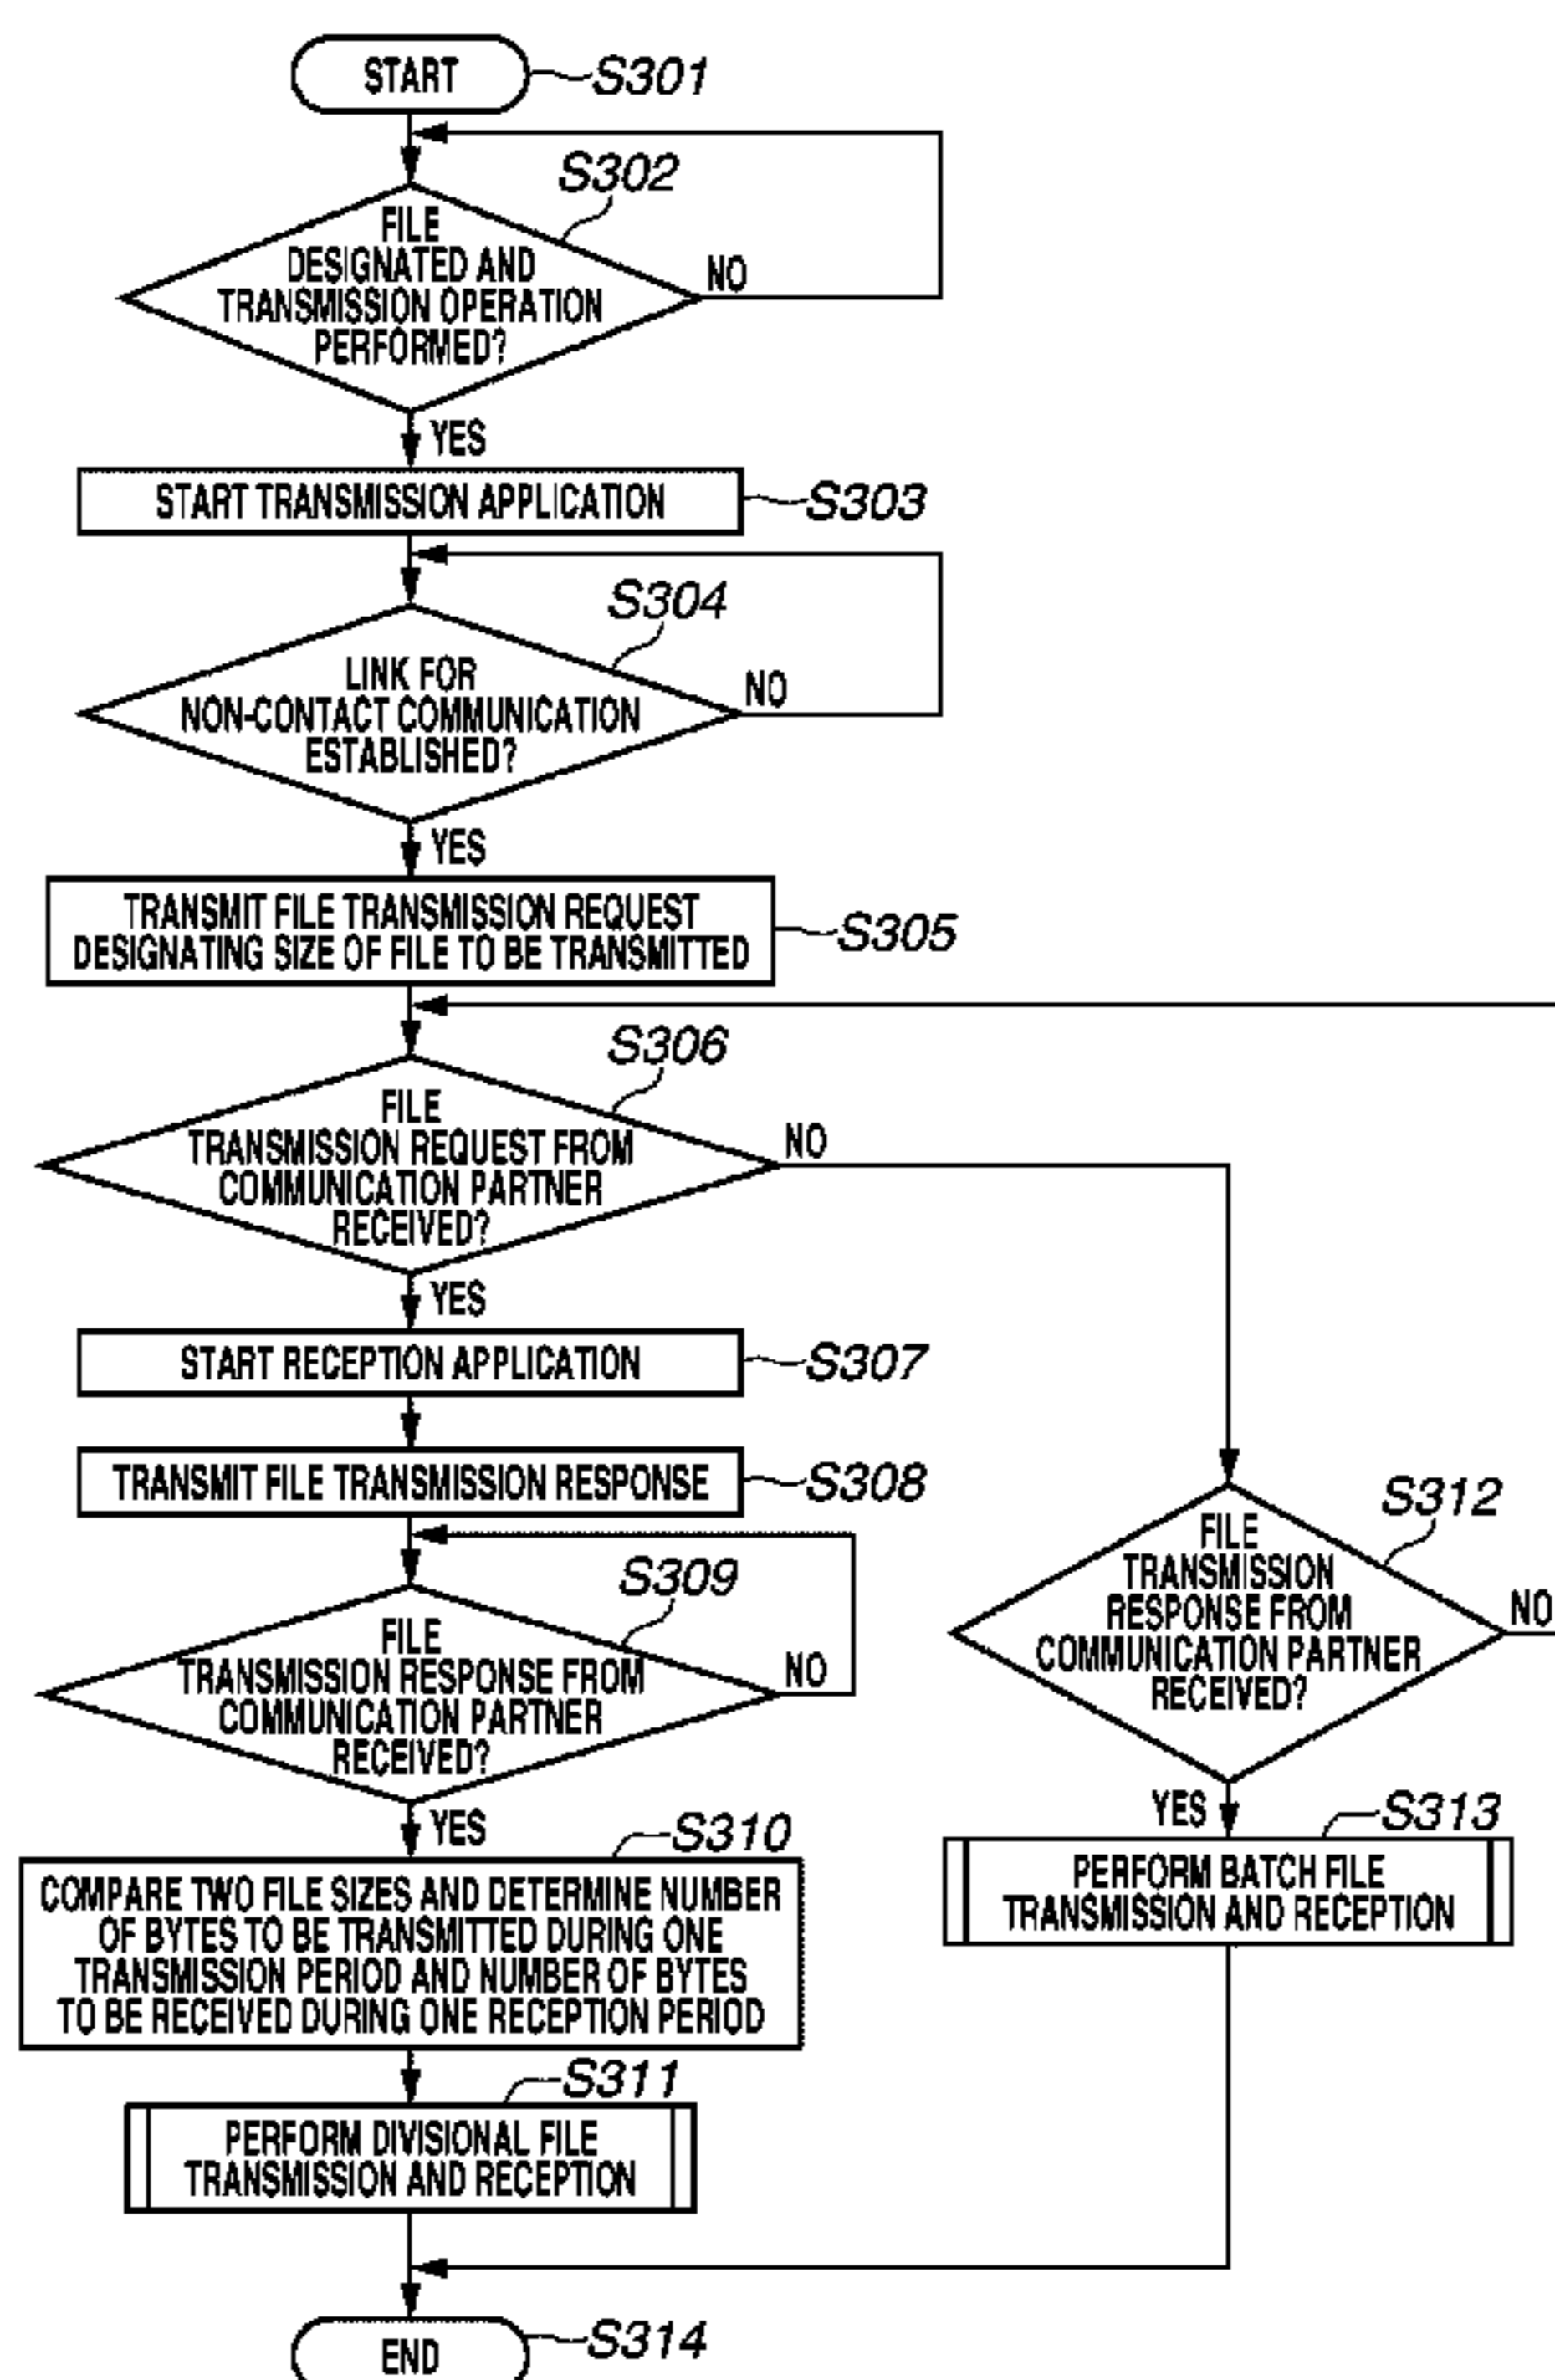 START
S301
S302
FILE
DESIGNATED AND
TRANSMISSION OPERATION
PERFORMED?
NO
YES
START TRANSMISSION APPLICATION
S303
S304
LINK FOR
NON-CONTACT COMMUNICATION
ESTABLISHED?
NO
YES
TRANSMIT FILE TRANSMISSION REQUEST
DESIGNATING SIZE OF FILE TO BE TRANSMITTED
S305
S306
FILE
TRANSMISSION REQUEST FROM
COMMUNICATION PARTNER
RECEIVED?
NO
YES
START RECEPTION APPLICATION
S307
TRANSMIT FILE TRANSMISSION RESPONSE
S308
S309
FILE
TRANSMISSION RESPONSE FROM
COMMUNICATION PARTNER
RECEIVED?
NO
YES
S310
COMPARE TWO FILE SIZES AND DETERMINE NUMBER
OF BYTES TO BE TRANSMITTED DURING ONE
TRANSMISSION PERIOD AND NUMBER OF BYTES
TO BE RECEIVED DURING ONE RECEPTION PERIOD
S311
PERFORM DIVISIONAL FILE
TRANSMISSION AND RECEPTION
S312
FILE
TRANSMISSION
RESPONSE FROM
COMMUNICATION PARTNER
RECEIVED?
NO
YES
S313
PERFORM BATCH FILE
TRANSMISSION AND RECEPTION
END
S314